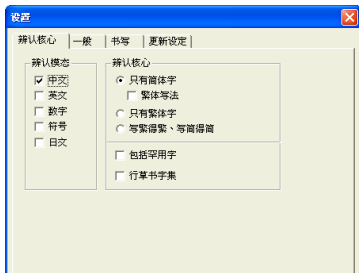 设置
辨认核心 一般 书写 更新设定
辨认模态
中文
英文
数字
符号
日文
辨认核心
只有简体字
繁体写法
只有繁体字
写繁得繁、写简得简
包括罕用字
行草书字集